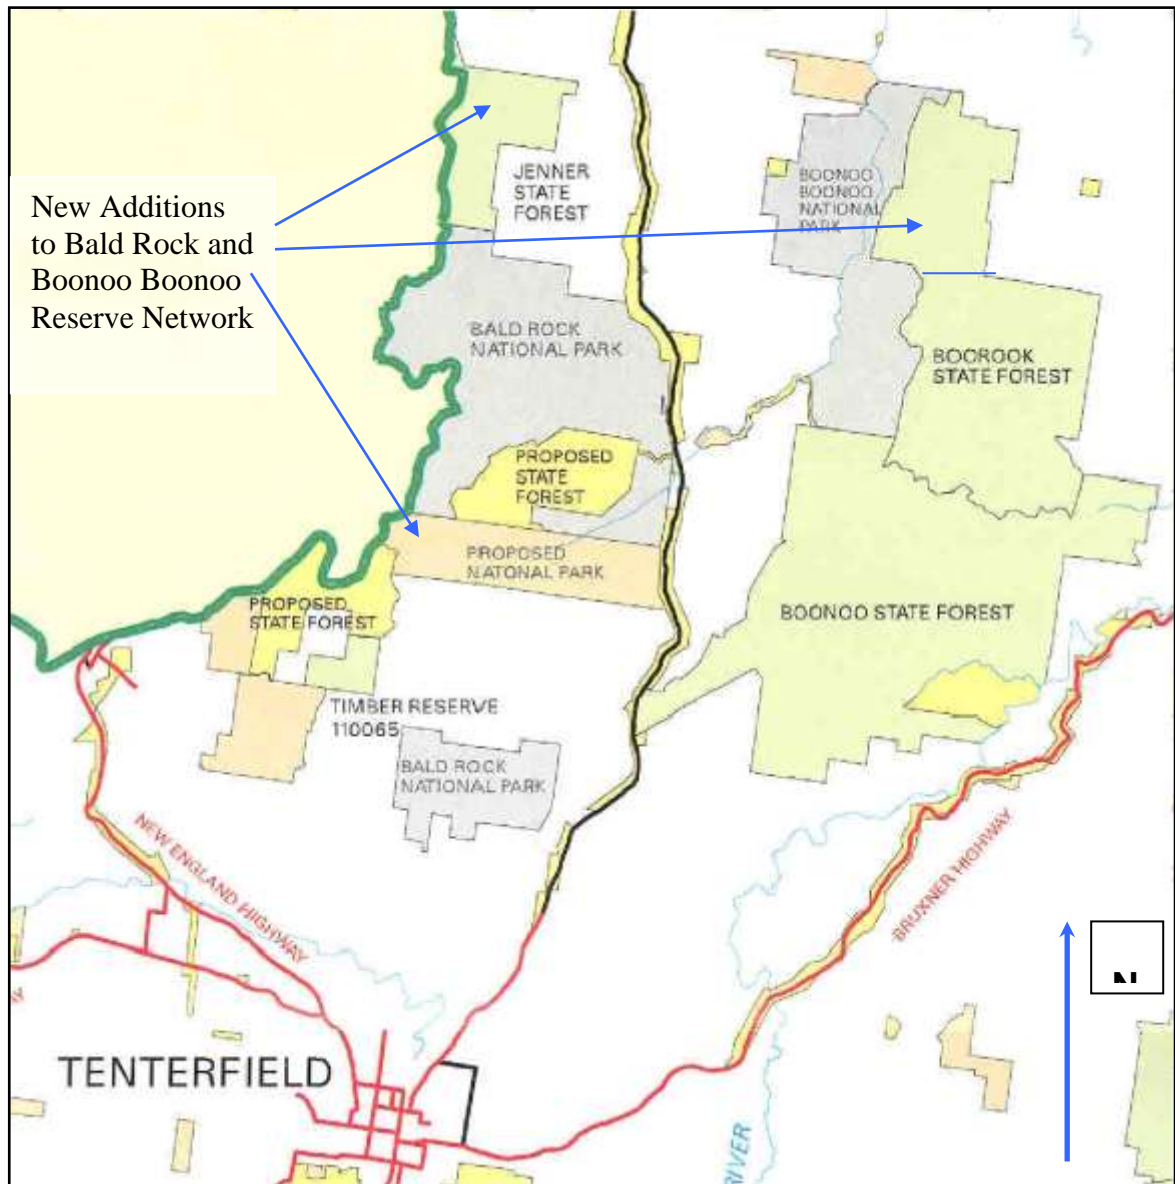 New Additions
to Bald Rock and
Boonoo Boonoo
Reserve Network
JENNER
STATE
FOREST
BOONOO
BOONOO
NATIONAL
PARK
BALD ROCK
NATIONAL PARK
BOOROOK
STATE FOREST
PROPOSED
STATE
FOREST
PROPOSED
NATONAL PARK
PROPOSED
STATE FOREST
BOONOO STATE FOREST
TIMBER RESERVE
110065
BALD ROCK
NATIONAL PARK
NEW ENGLAND HIGHWAY
BRUXNER HIGHWAY
TENTERFIELD
RIVER